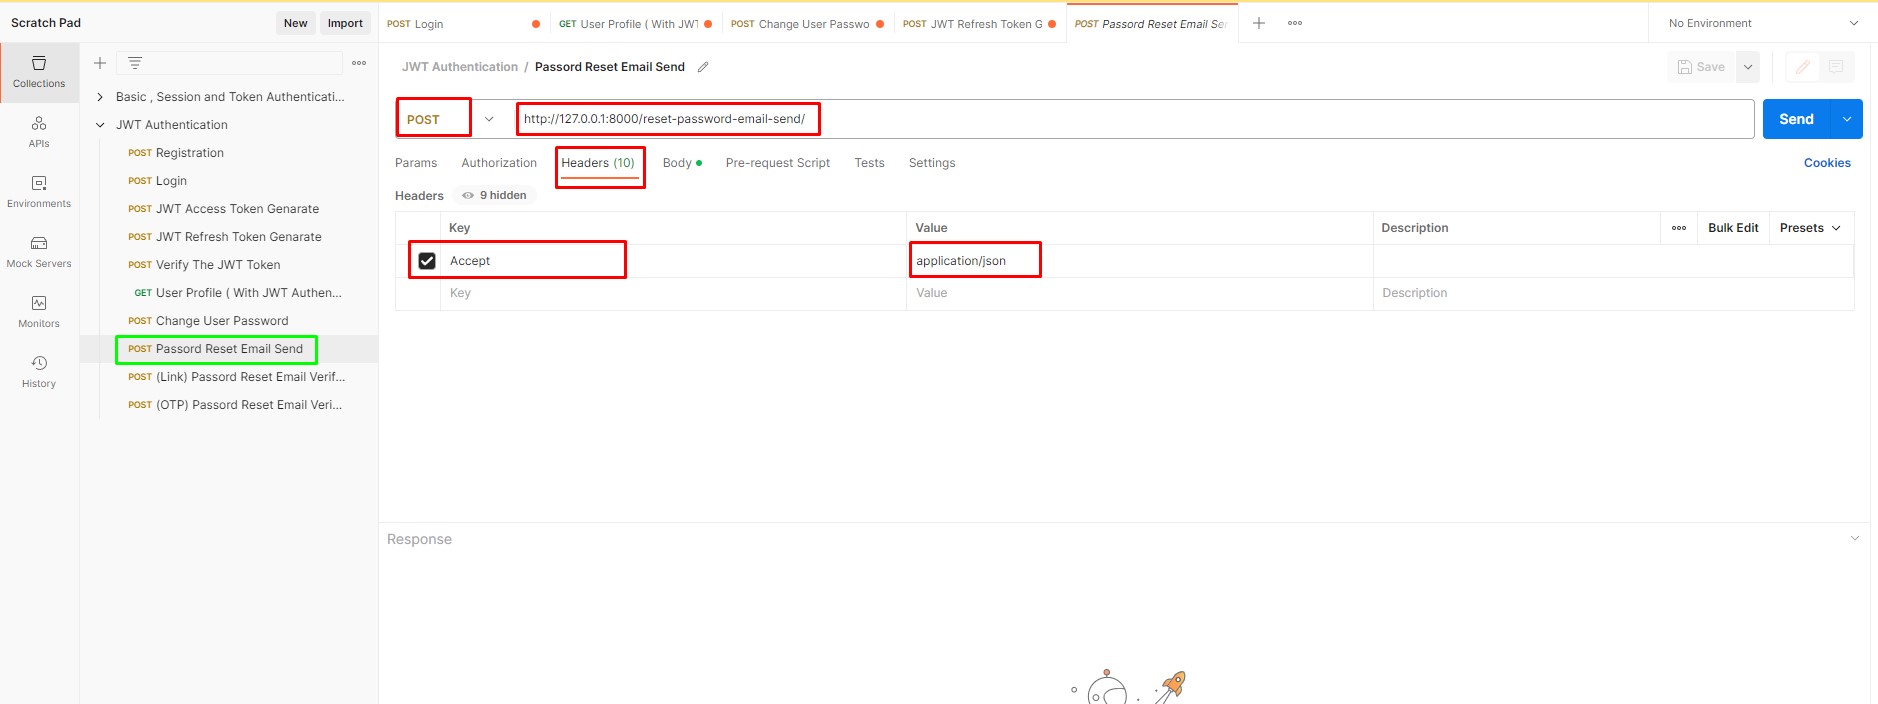 Scratch Pad
New
Import
POST Login
GET User Profile ( With JWT
POST Change User Passwo
POST JWT Refresh Token G
POST Passord Reset Email Sen
No Environment
Collections
APIs
Environments
Mock Servers
Monitors
History
Basic , Session and Token Authenticati...
JWT Authentication
POST Registration
POST Login
POST JWT Access Token Genarate
POST JWT Refresh Token Genarate
POST Verify The JWT Token
GET User Profile ( With JWT Authen...
POST Change User Password
POST Passord Reset Email Send
POST (Link) Passord Reset Email Verif...
POST (OTP) Passord Reset Email Veri...
JWT Authentication / Passord Reset Email Send
Save
POST
http://127.0.0.1:8000/reset-password-email-send/
Send
Params
Authorization
Headers (10)
Body
Pre-request Script
Tests
Settings
Cookies
Headers
9 hidden
Key
Value
Description
Bulk Edit
Presets
Accept
application/json
Key
Value
Description
Response